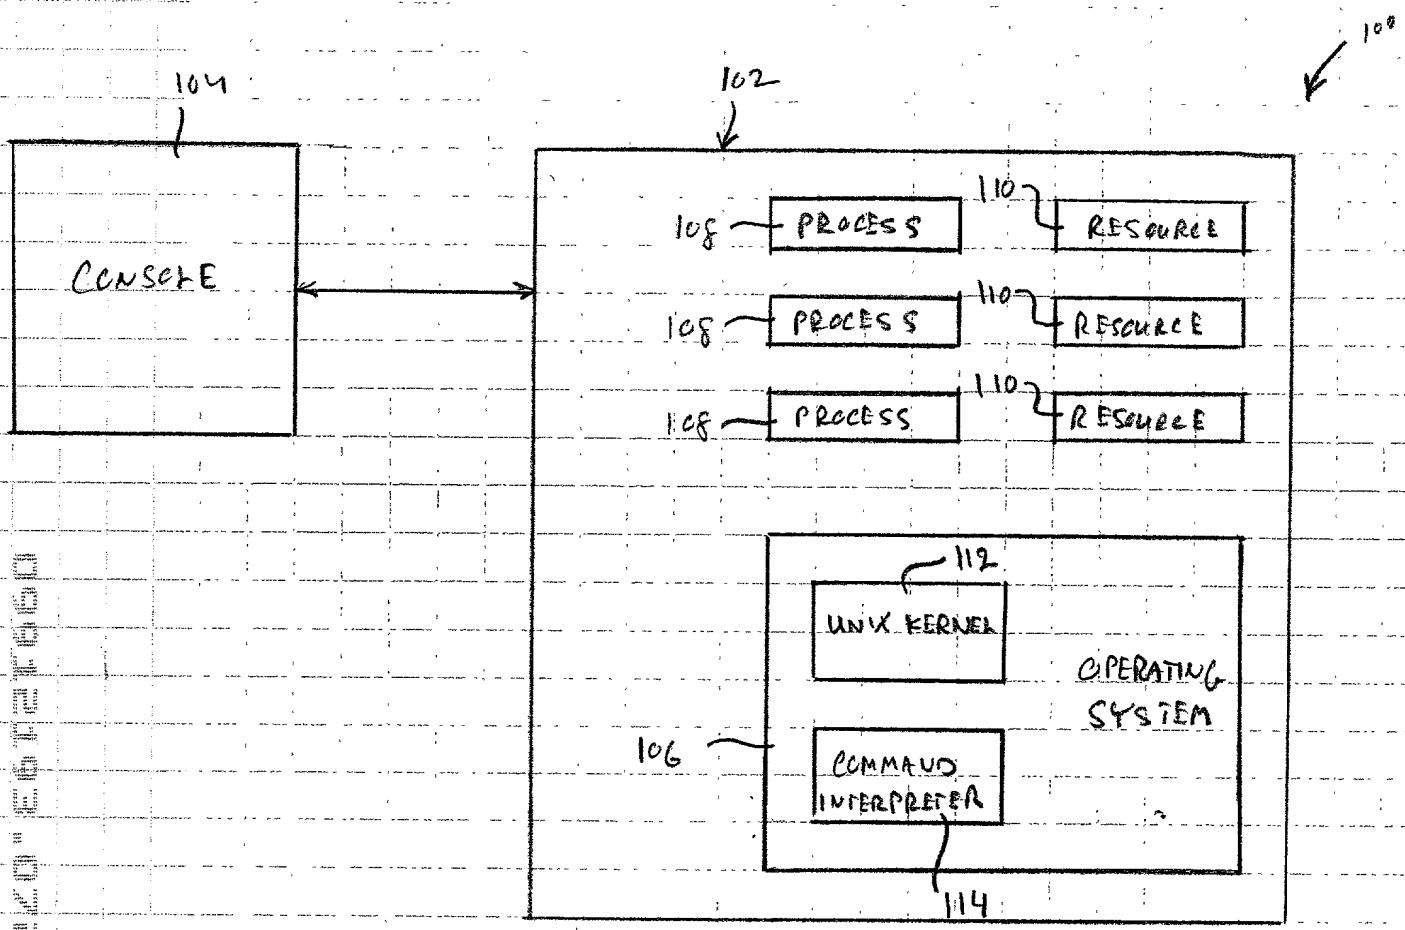 100
104
102
CONSOLE
108
PROCESS
110
RESOURCE
108
PROCESS
110
RESOURCE
108
PROCESS
110
RESOURCE
112
UNIX KERNEL
OPERATING
SYSTEM
106
COMMAND
INTERPRETER
114